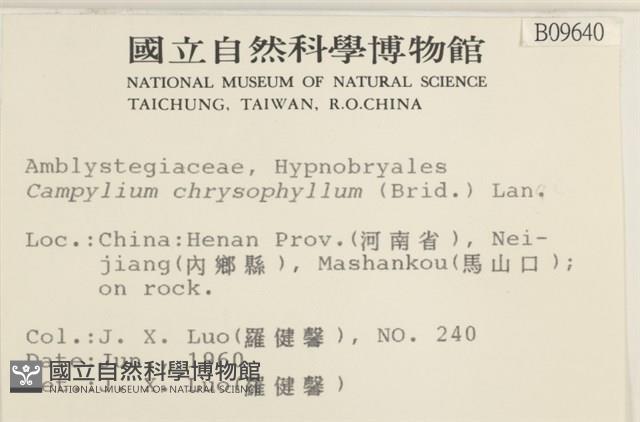 B09640
國立自然科學博物館
NATIONAL MUSEUM OF NATURAL SCIENCE
TAICHUNG, TAIWAN, R.O.CHINA
Amblystegiaceae, Hypnobryales
Campylium chrysophyllum (Brid.) Lan.
Loc.:China:Henan Prov.(河南省), Nei-
jiang(內鄉縣), Mashankou(馬山口);
on rock.
Col.:J. X. Luo(羅健馨), NO. 240
Date:Jun., 1960
國立自然科學博物館
J. X. Luo(羅健馨)
NATIONAL MUSEUM OF NATURAL SCIENCE